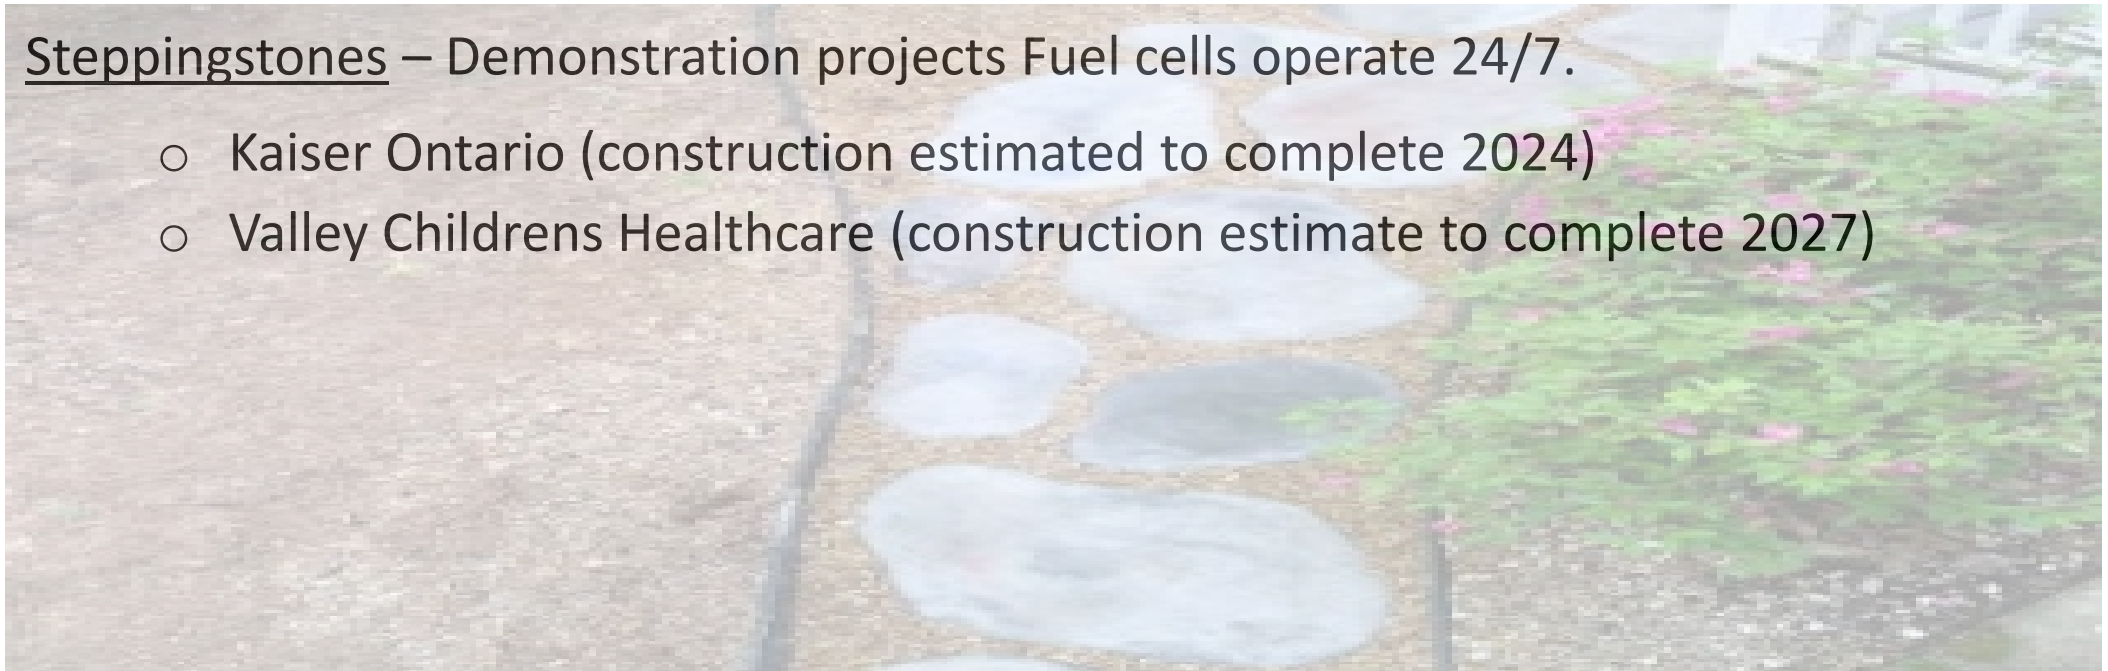 Steppingstones – Demonstration projects Fuel cells operate 24/7.
○ Kaiser Ontario (construction estimated to complete 2024)
○ Valley Childrens Healthcare (construction estimate to complete 2027)